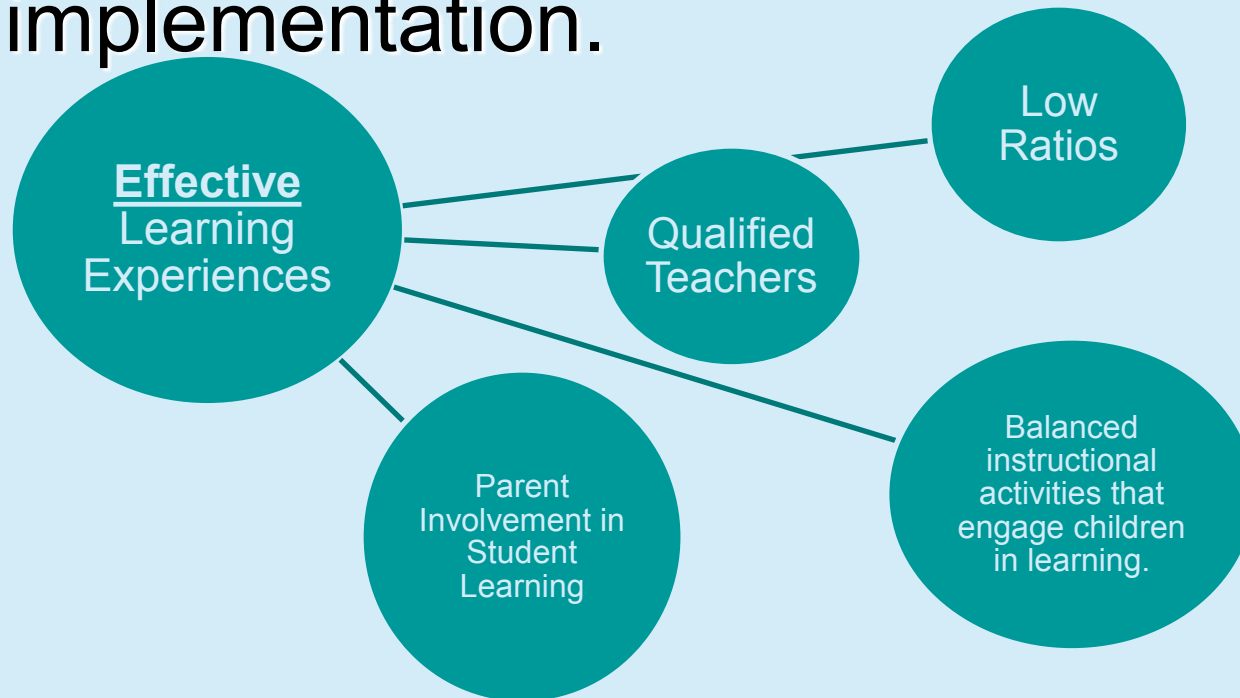 implementation.
Effective
Learning
Experiences
Low
Ratios
Qualified
Teachers
Parent
Involvement in
Student
Learning
Balanced
instructional
activities that
engage children
in learning.